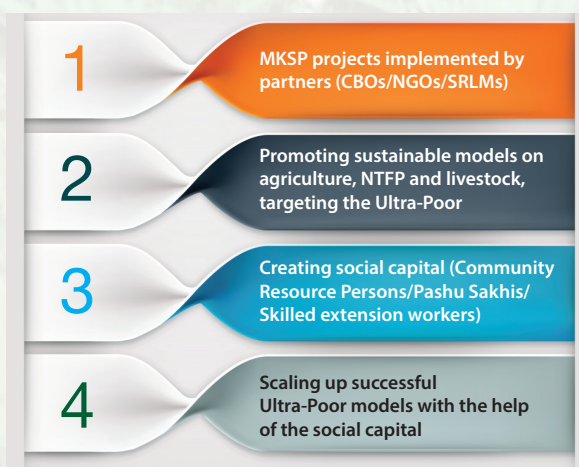 1
MKSP projects implemented by
partners (CBOs/NGOs/SRLMs)
2
Promoting sustainable models on
agriculture, NTFP and livestock,
targeting the Ultra-Poor
3
Creating social capital (Community
Resource Persons/Pashu Sakhis/
Skilled extension workers)
4
Scaling up successful
Ultra-Poor models with the help
of the social capital